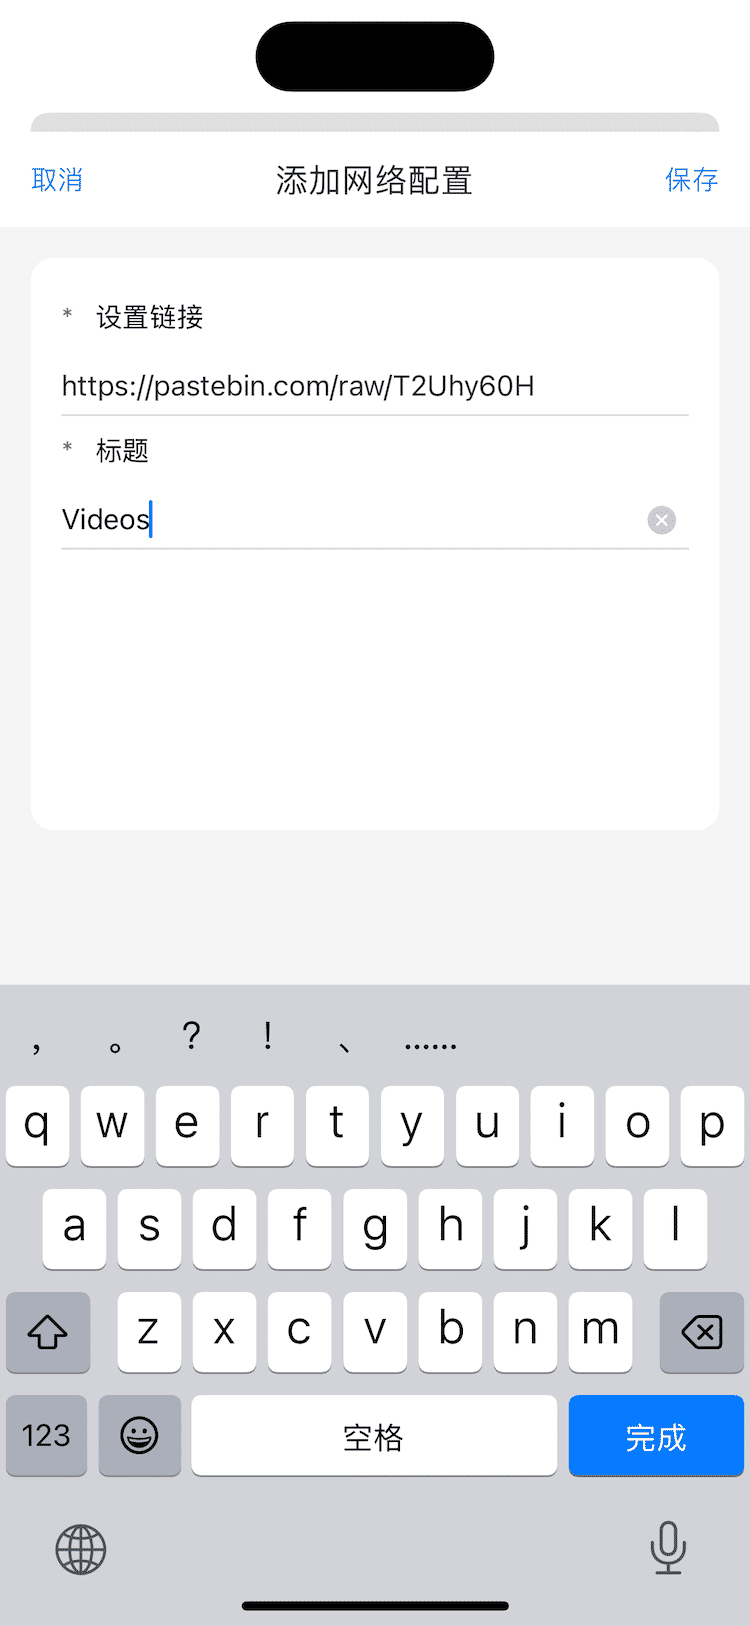 取消 添加网络配置 保存
* 设置链接
https://pastebin.com/raw/T2Uhy60H
* 标题
Videos
， 。 ？ ！ 、 ……
q w e r t y u i o p
a s d f g h j k l
z x c v b n m
123 空格 完成